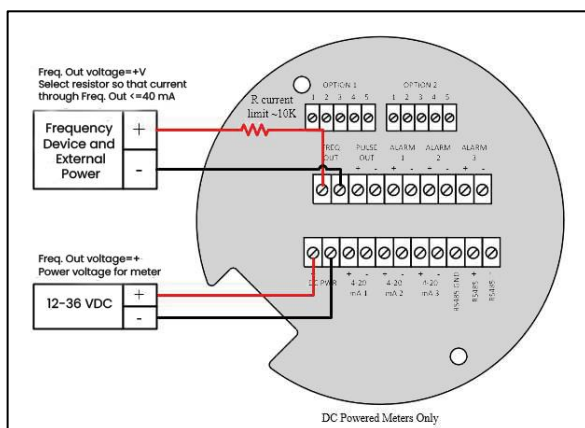 Freq. Out voltage=+V
Select resistor so that current
through Freq. Out <=40 mA
Frequency
Device and
External
Power
+
-
R current
limit ~10K
OPTION 1
1 2 3 4 5
OPTION 2
1 2 3 4 5
FREQ. OUT
PULSE OUT
+ -
ALARM 1
+ -
ALARM 2
+ -
ALARM 3
+ -
Freq. Out voltage=+
Power voltage for meter
12-36 VDC
+
-
DC PWR
+ -
4-20 mA 1
+ -
4-20 mA 2
+ -
4-20 mA 3
RS485 GND
RS485 +
RS485 -
DC Powered Meters Only